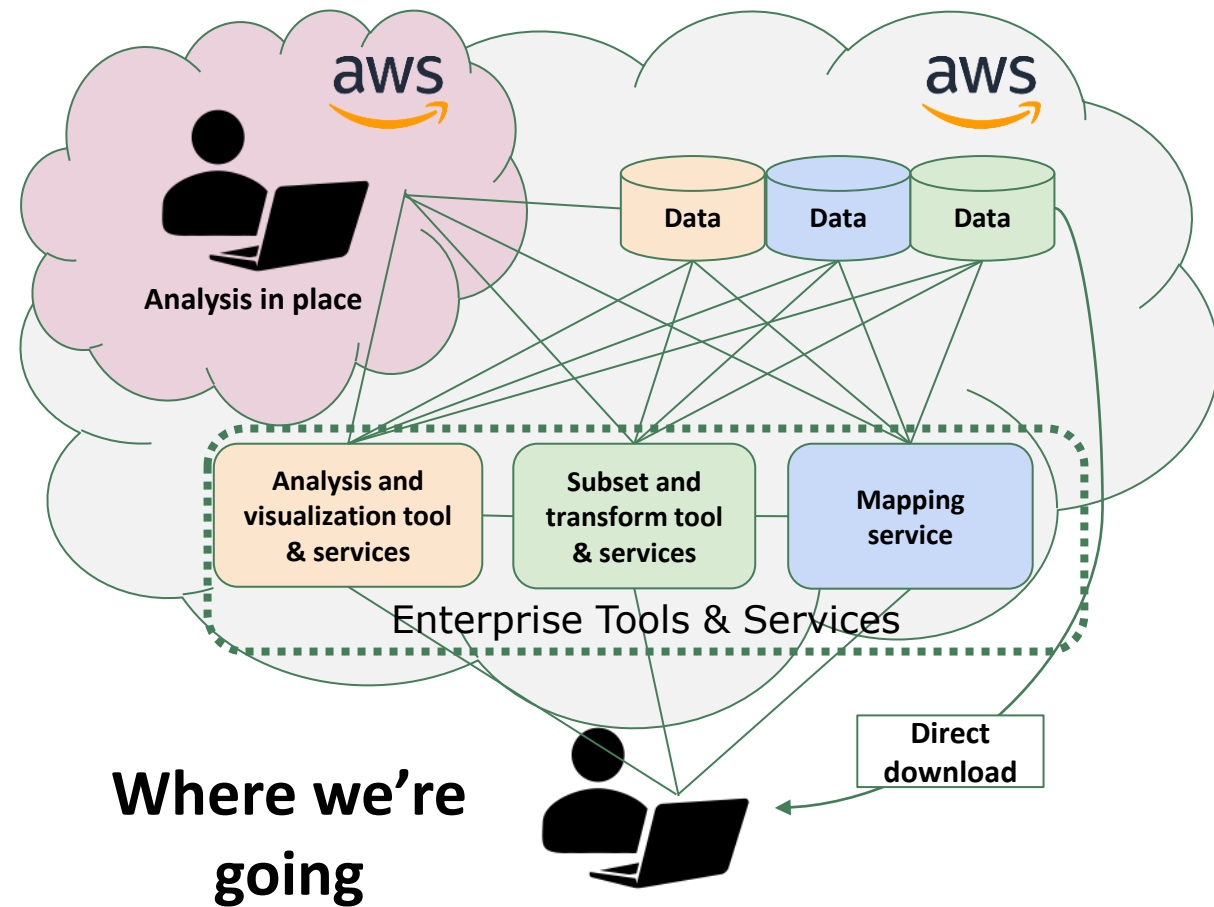 aws
aws
Data
Data
Data
Analysis in place
Analysis and
visualization tool
& services
Subset and
transform tool
& services
Mapping
service
Enterprise Tools & Services
Direct
download
Where we’re
going